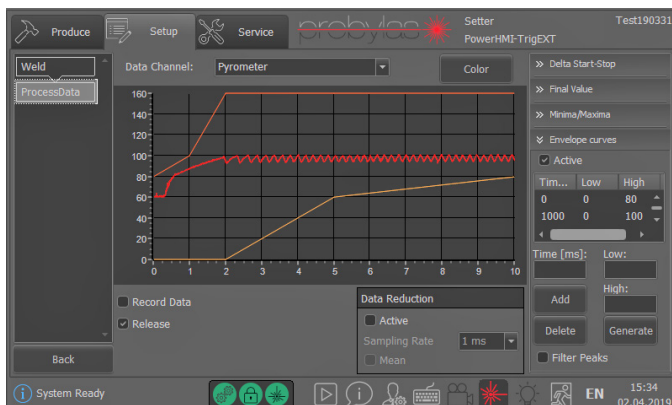 Produce
Setup
Service
probylas
Setter
PowerHMI-TrigEXT
Test190331
Weld
ProcessData
Data Channel:
Pyrometer
Color
160
140
120
100
80
60
40
20
0
0 1 2 3 4 5 6 7 8 9 10
Record Data
Release
Data Reduction
Active
Sampling Rate
1 ms
Mean
Delta Start-Stop
Final Value
Minima/Maxima
Envelope curves
Active
Tim... Low High
0 0 80
1000 0 100
Time [ms]: Low:
High:
Add
Delete
Generate
Filter Peaks
Back
System Ready
EN
15:34
02.04.2019